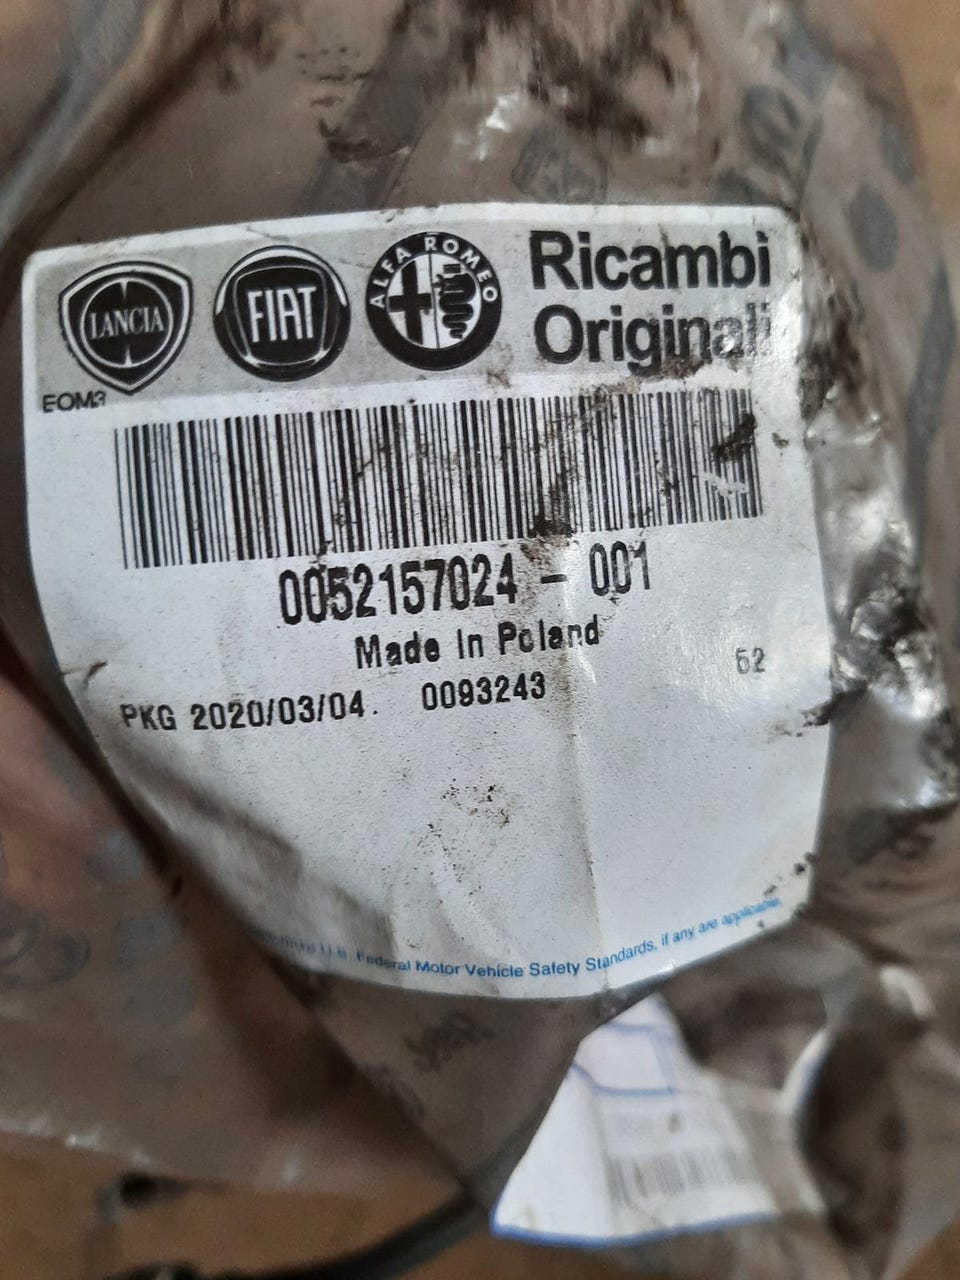 LANCIA
FIAT
ALFA ROMEO
Ricambi
Originali
EOM3
0052157024 - 001
Made In Poland
52
PKG 2020/03/04. 0093243
Federal Motor Vehicle Safety Standards, if any are applicable.